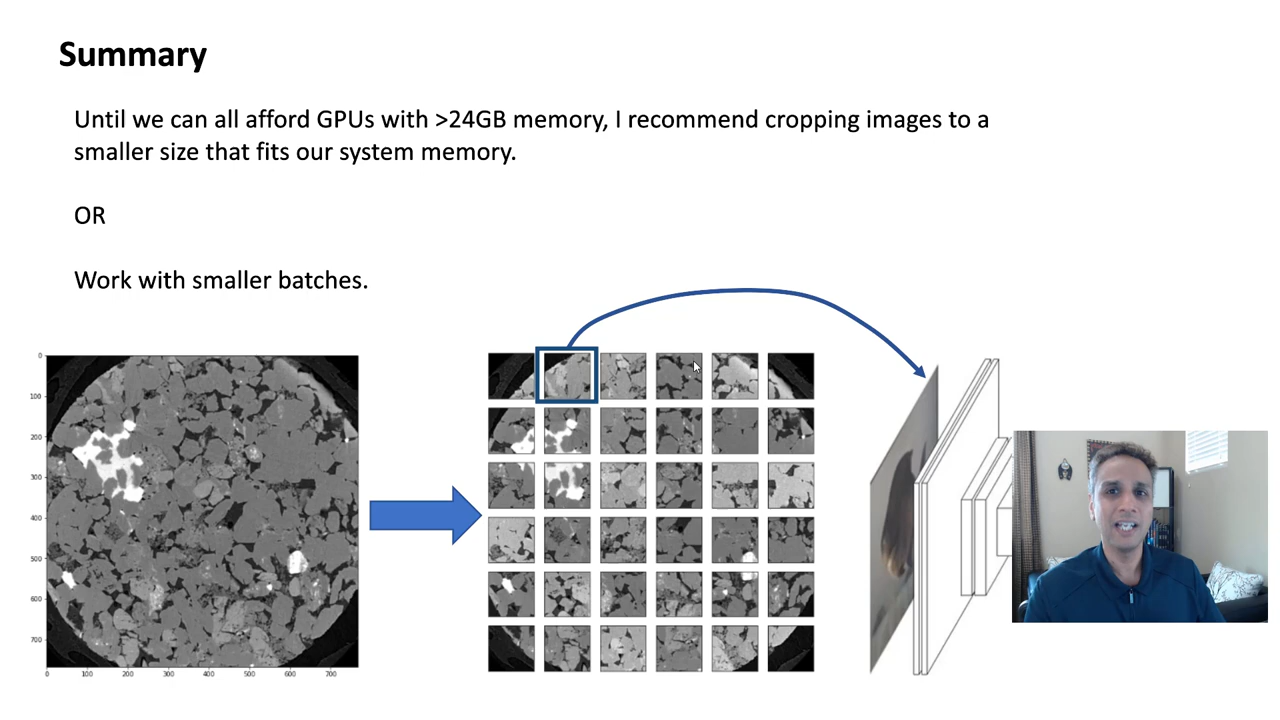 Summary
Until we can all afford GPUs with >24GB memory, I recommend cropping images to a
smaller size that fits our system memory.
OR
Work with smaller batches.
0
100
200
300
400
500
600
700
0 100 200 300 400 500 600 700